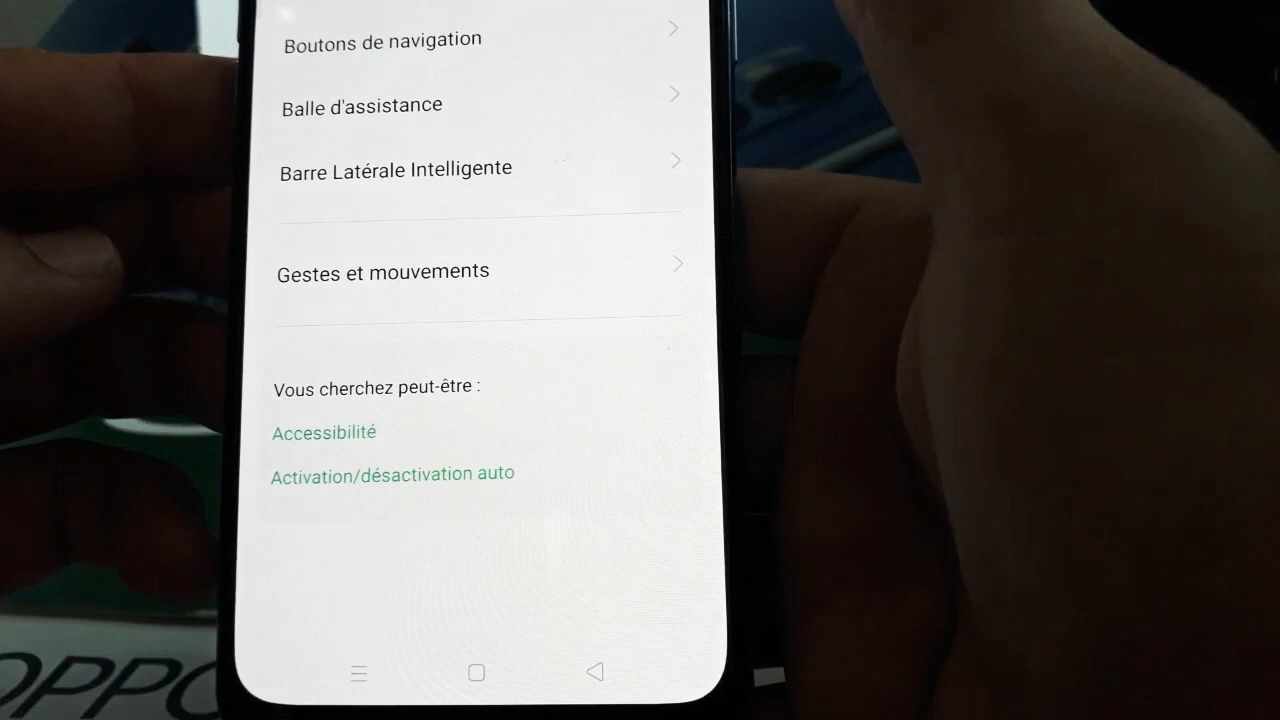 Boutons de navigation
Balle d'assistance
Barre Latérale Intelligente
Gestes et mouvements
Vous cherchez peut-être :
Accessibilité
Activation/désactivation auto
OPPO